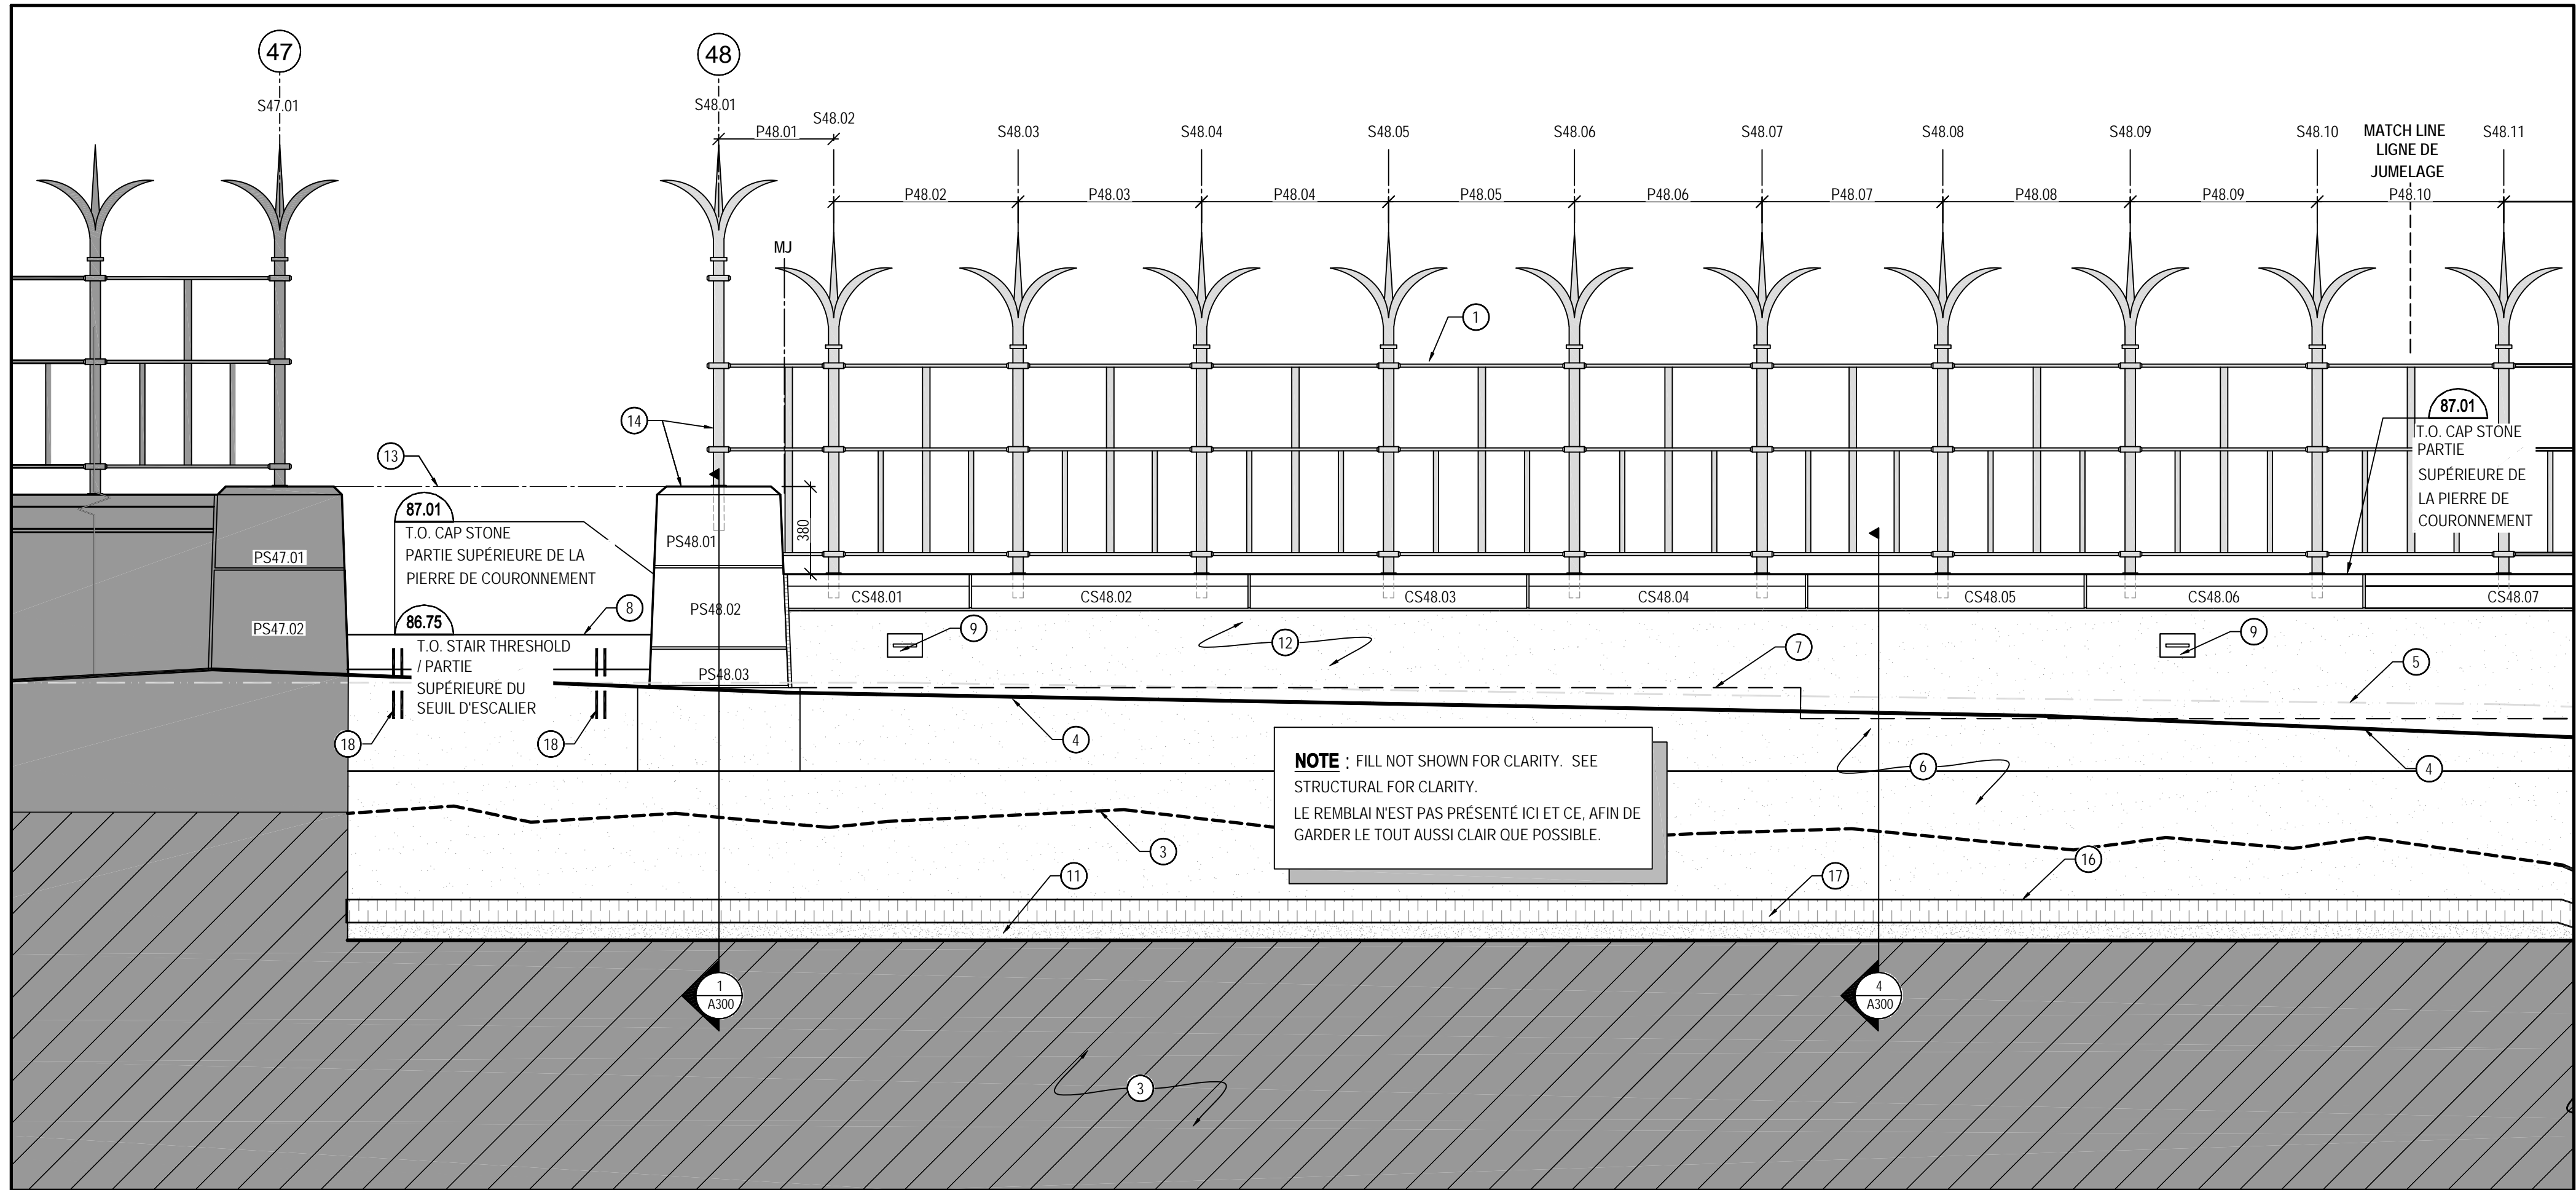 47
48
S47.01
S48.01
P48.01
S48.02
S48.03
S48.04
S48.05
S48.06
S48.07
S48.08
S48.09
S48.10
MATCH LINE
LIGNE DE
JUMELAGE
S48.11
P48.02
P48.03
P48.04
P48.05
P48.06
P48.07
P48.08
P48.09
P48.10
MJ
1
14
13
87.01
T.O. CAP STONE
PARTIE
SUPÉRIEURE DE
LA PIERRE DE
COURONNEMENT
87.01
T.O. CAP STONE
PARTIE SUPÉRIEURE DE LA
PIERRE DE COURONNEMENT
380
PS47.01
PS47.02
PS48.01
PS48.02
PS48.03
CS48.01
CS48.02
CS48.03
CS48.04
CS48.05
CS48.06
CS48.07
86.75
T.O. STAIR THRESHOLD
/ PARTIE
SUPÉRIEURE DU
SEUIL D'ESCALIER
8
9
12
7
9
5
18
18
4
6
4
NOTE : FILL NOT SHOWN FOR CLARITY. SEE
STRUCTURAL FOR CLARITY.
LE REMBLAI N'EST PAS PRÉSENTÉ ICI ET CE, AFIN DE
GARDER LE TOUT AUSSI CLAIR QUE POSSIBLE.
3
11
17
16
1
A300
4
A300
3